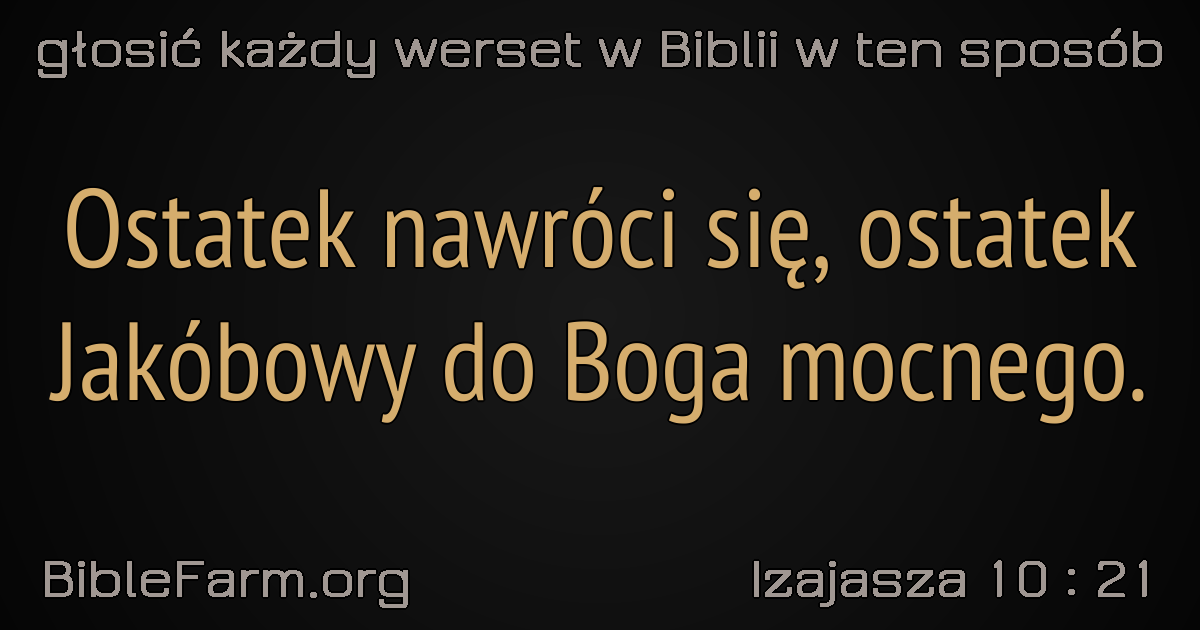 głosić każdy werset w Biblii w ten sposób
Ostatek nawróci się, ostatek
Jakóbowy do Boga mocnego.
BibleFarm.org
Izajasza 10 : 21